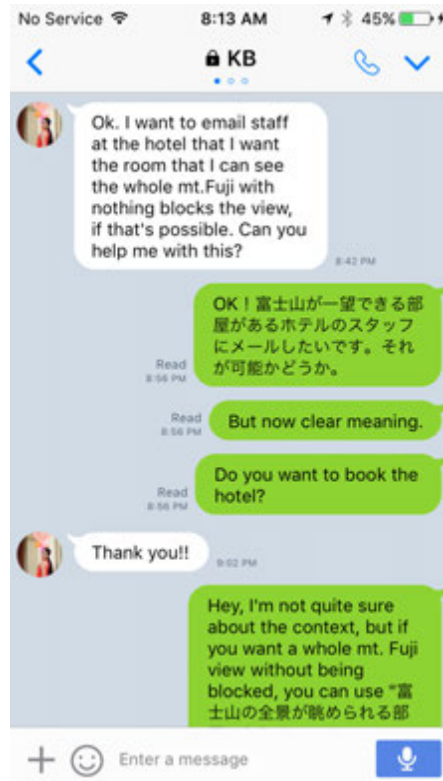 No Service
8:13 AM
45%
KB
Ok. I want to email staff
at the hotel that I want
the room that I can see
the whole mt.Fuji with
nothing blocks the view,
if that's possible. Can you
help me with this?
8:42 PM
OK！富士山が一望できる部
屋があるホテルのスタッフ
にメールしたいです。それ
が可能かどうか。
Read
8:56 PM
But now clear meaning.
Read
8:56 PM
Do you want to book the
hotel?
Read
8:56 PM
Thank you!!
9:02 PM
Hey, I'm not quite sure
about the context, but if
you want a whole mt. Fuji
view without being
blocked, you can use "富
士山の全景が眺められる部
Enter a message